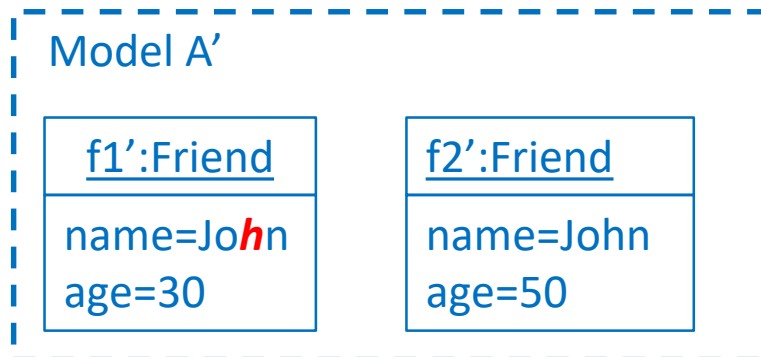 Model A’
f1’:Friend
name=John
age=30
f2’:Friend
name=John
age=50